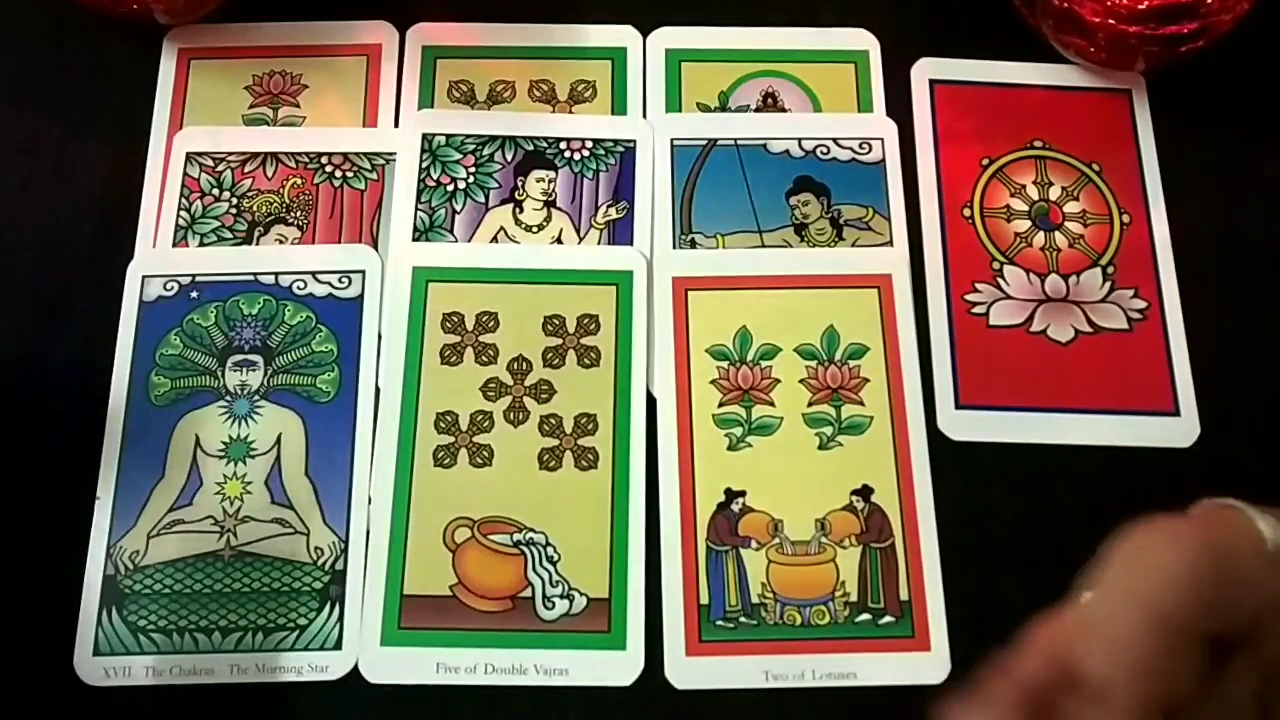 XVII The Chakras - The Morning Star
Five of Double Vajras
Two of Lotuses